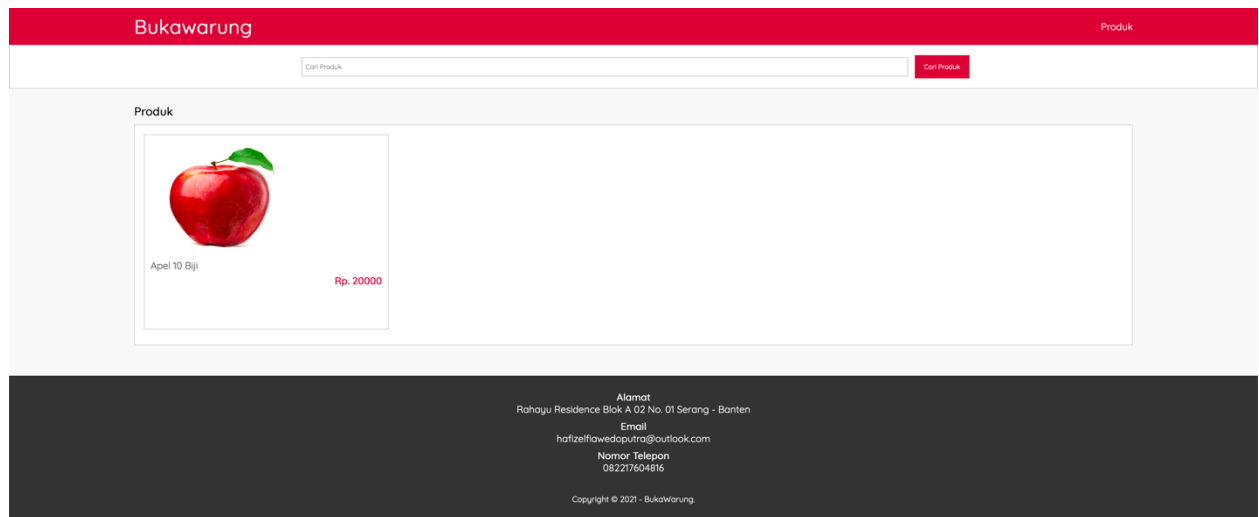 Bukawarung
Produk
Cari Produk
Cari Produk
Produk
Apel 10 Biji
Rp. 20000
Alamat
Rahayu Residence Blok A 02 No. 01 Serang - Banten
Email
hafizelfiawedoputra@outlook.com
Nomor Telepon
082217604816
Copyright © 2021 - BukaWarung.